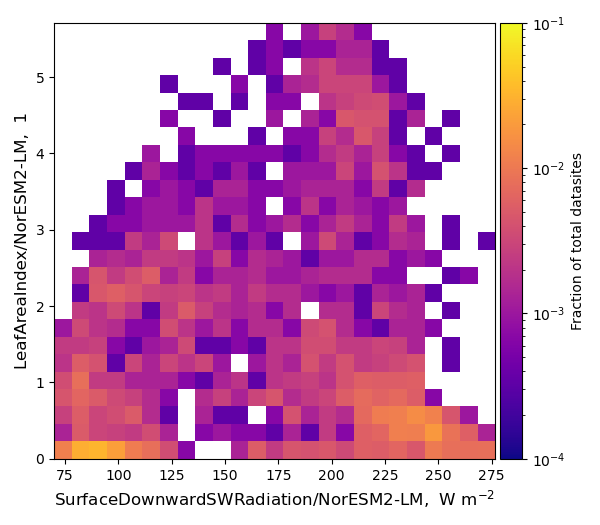 LeafAreaIndex/NorESM2-LM,  1
5
4
3
2
1
0
75 100 125 150 175 200 225 250 275
SurfaceDownwardSWRadiation/NorESM2-LM,  W m⁻²
10⁻¹
10⁻²
10⁻³
10⁻⁴
Fraction of total datasites